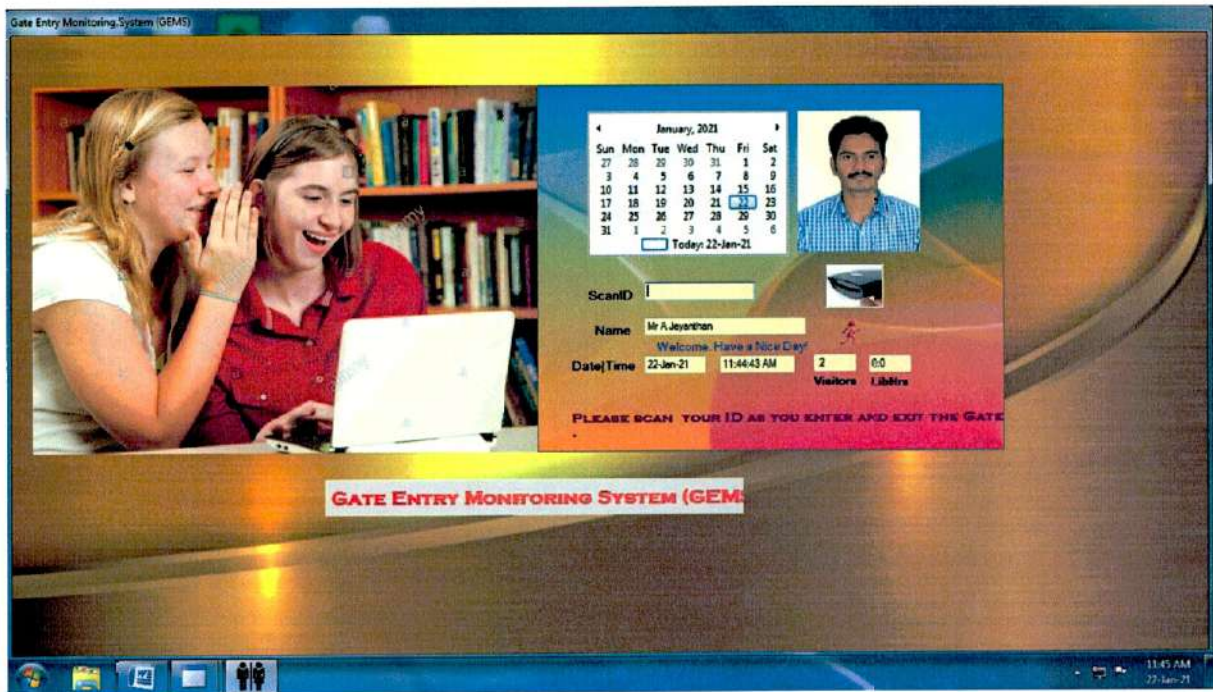 Gate Entry Monitoring System (GEMS)
January, 2021
Sun Mon Tue Wed Thu Fri Sat
27 28 29 30 31 1 2
3 4 5 6 7 8 9
10 11 12 13 14 15 16
17 18 19 20 21 22 23
24 25 26 27 28 29 30
31 1 2 3 4 5 6
Today: 22-Jan-21
ScanID
Name Mr A Jeyanthan
Welcome. Have a Nice Day!
Date|Time 22-Jan-21 11:44:43 AM 2 0:0
Visitors LibHrs
PLEASE SCAN YOUR ID AS YOU ENTER AND EXIT THE GATE
.
GATE ENTRY MONITORING SYSTEM (GEM
11:45 AM
22-Jan-21